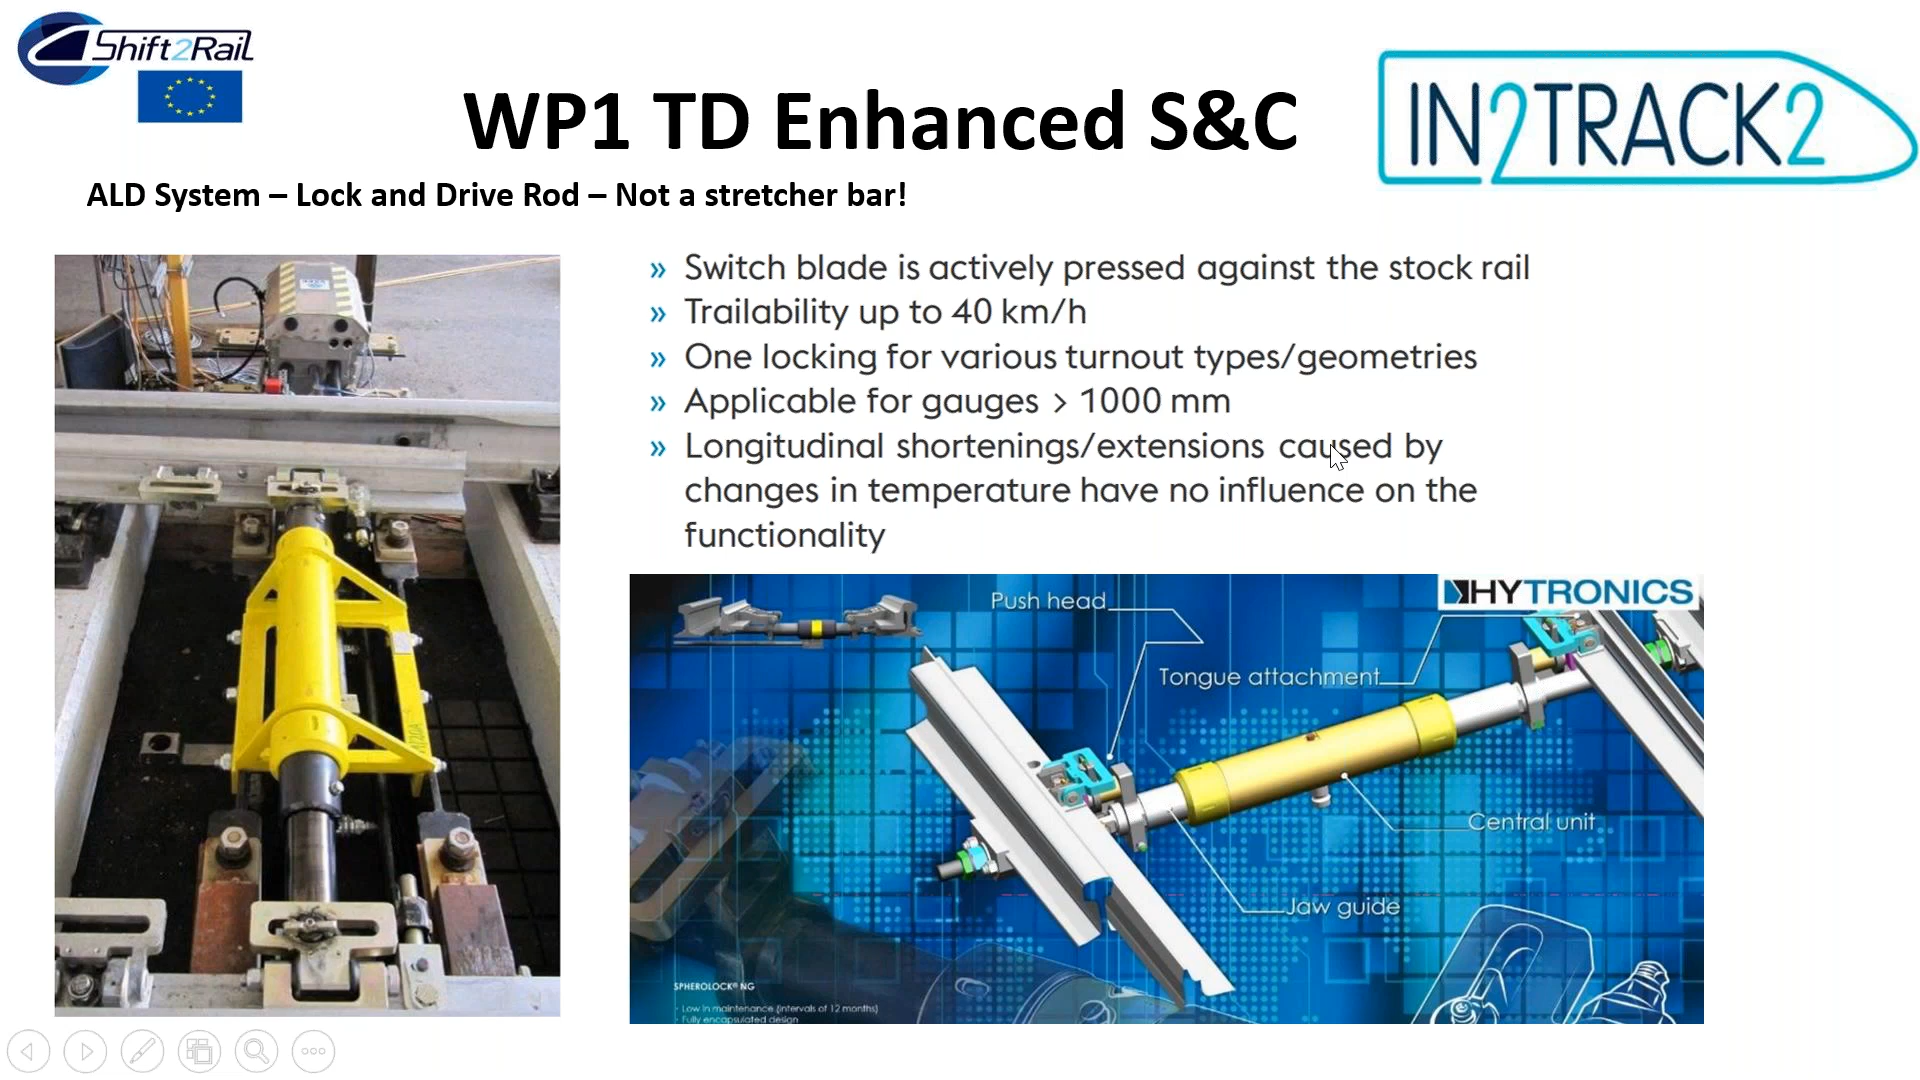 Shift2Rail
WP1 TD Enhanced S&C
IN2TRACK2
ALD System – Lock and Drive Rod – Not a stretcher bar!
» Switch blade is actively pressed against the stock rail
» Trailability up to 40 km/h
» One locking for various turnout types/geometries
» Applicable for gauges > 1000 mm
» Longitudinal shortenings/extensions caused by
changes in temperature have no influence on the
functionality
HYTRONICS
Push head
Tongue attachment
Central unit
Jaw guide
SPHEROLOCK® NG
- Low in maintenance (intervals of 12 months)
- Fully encapsulated design